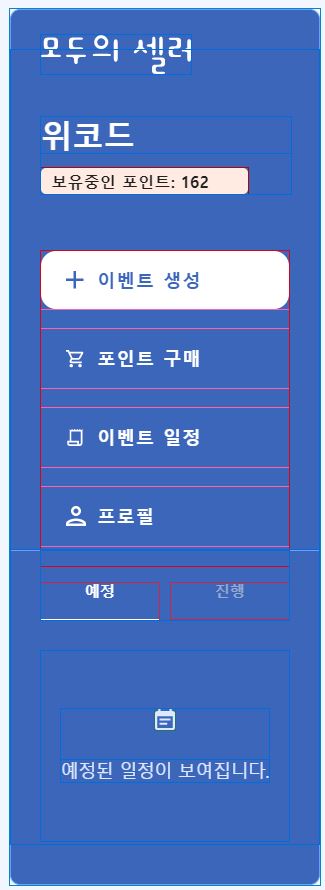 모두의 셀러
위코드
보유중인 포인트: 162
이벤트 생성
포인트 구매
이벤트 일정
프로필
예정 진행
예정된 일정이 보여집니다.